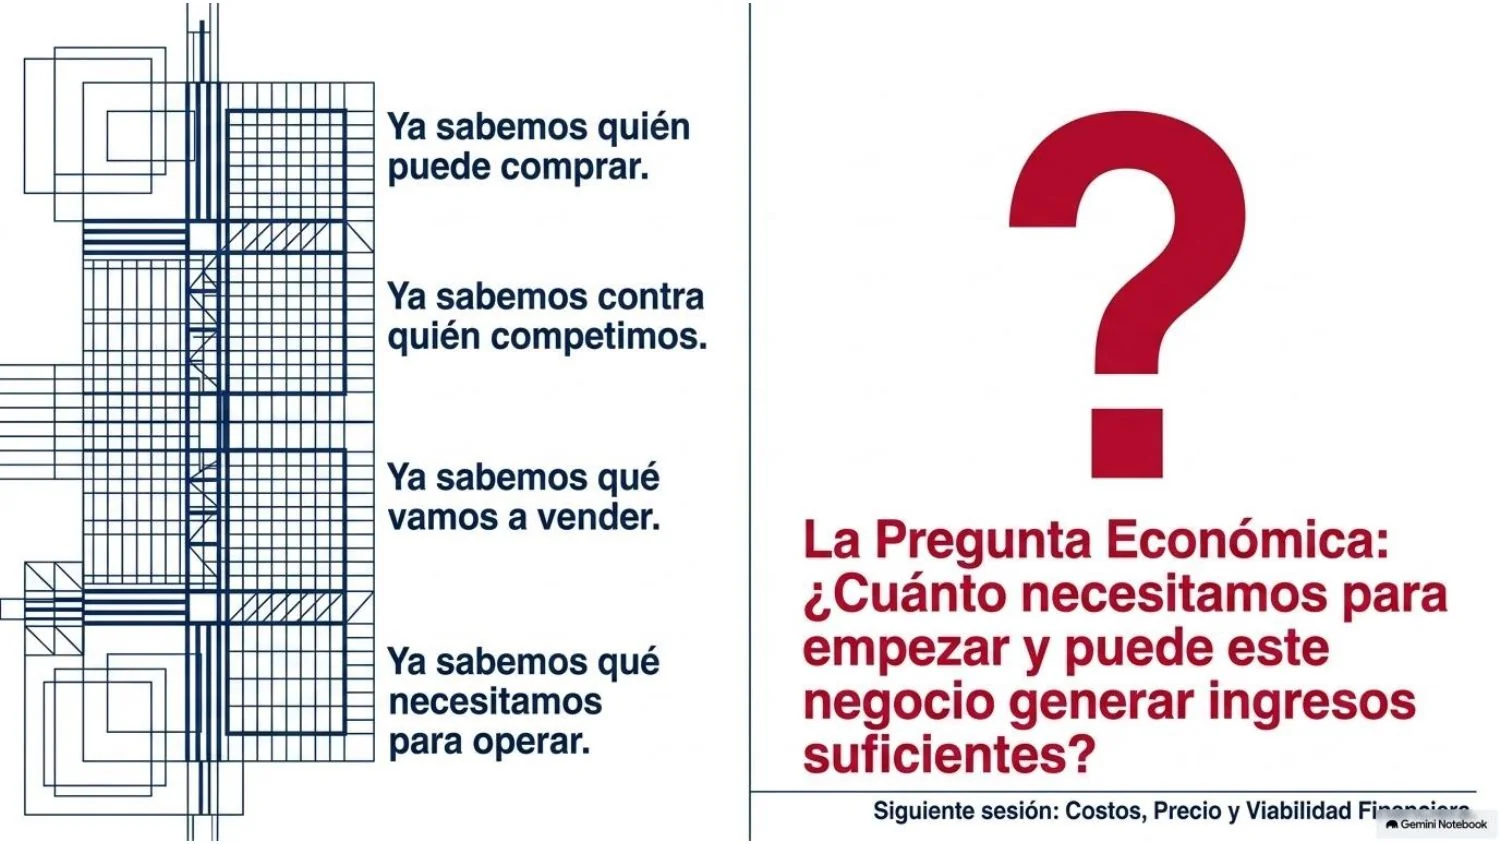 Ya sabemos quién
puede comprar.
Ya sabemos contra
quién competimos.
Ya sabemos qué
vamos a vender.
Ya sabemos qué
necesitamos
para operar.
?
La Pregunta Económica:
¿Cuánto necesitamos para
empezar y puede este
negocio generar ingresos
suficientes?
Siguiente sesión: Costos, Precio y Viabilidad Financiera.
Gemini Notebook